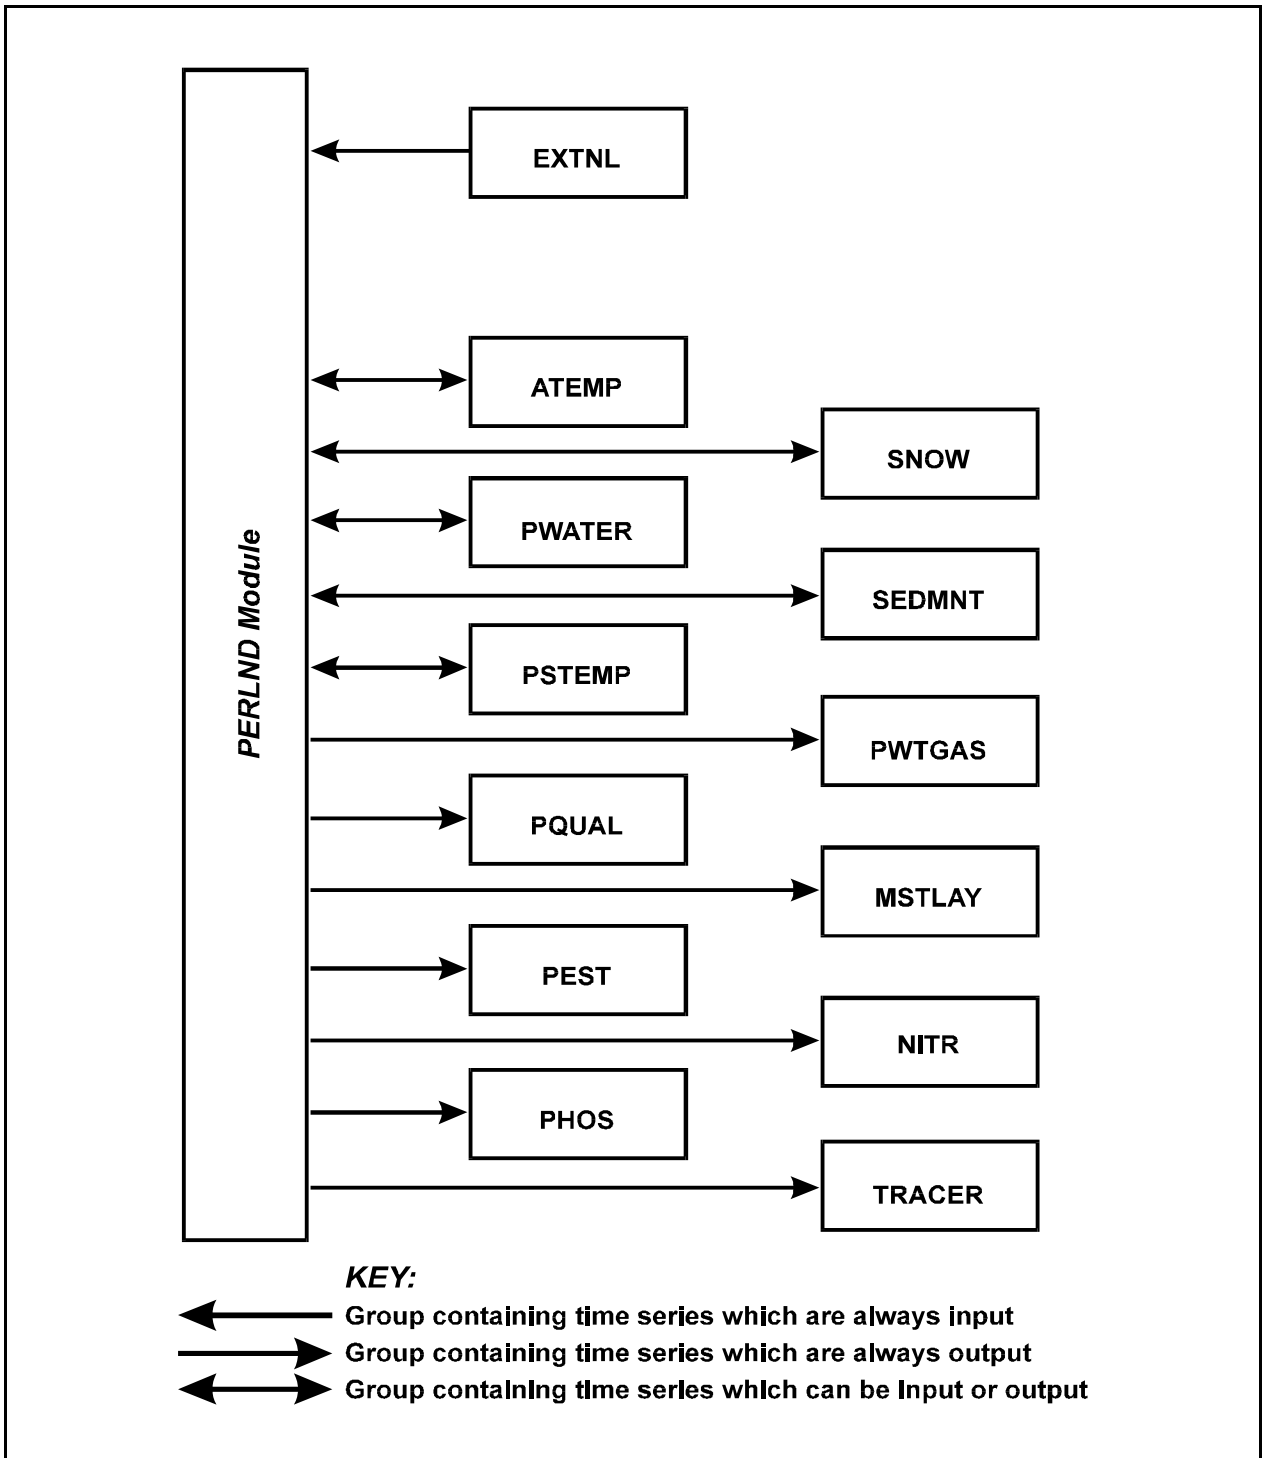 EXTNL
ATEMP
SNOW
PWATER
SEDMNT
PERLND Module
PSTEMP
PWTGAS
PQUAL
MSTLAY
PEST
NITR
PHOS
TRACER
KEY:
Group containing time series which are always input
Group containing time series which are always output
Group containing time series which can be input or output